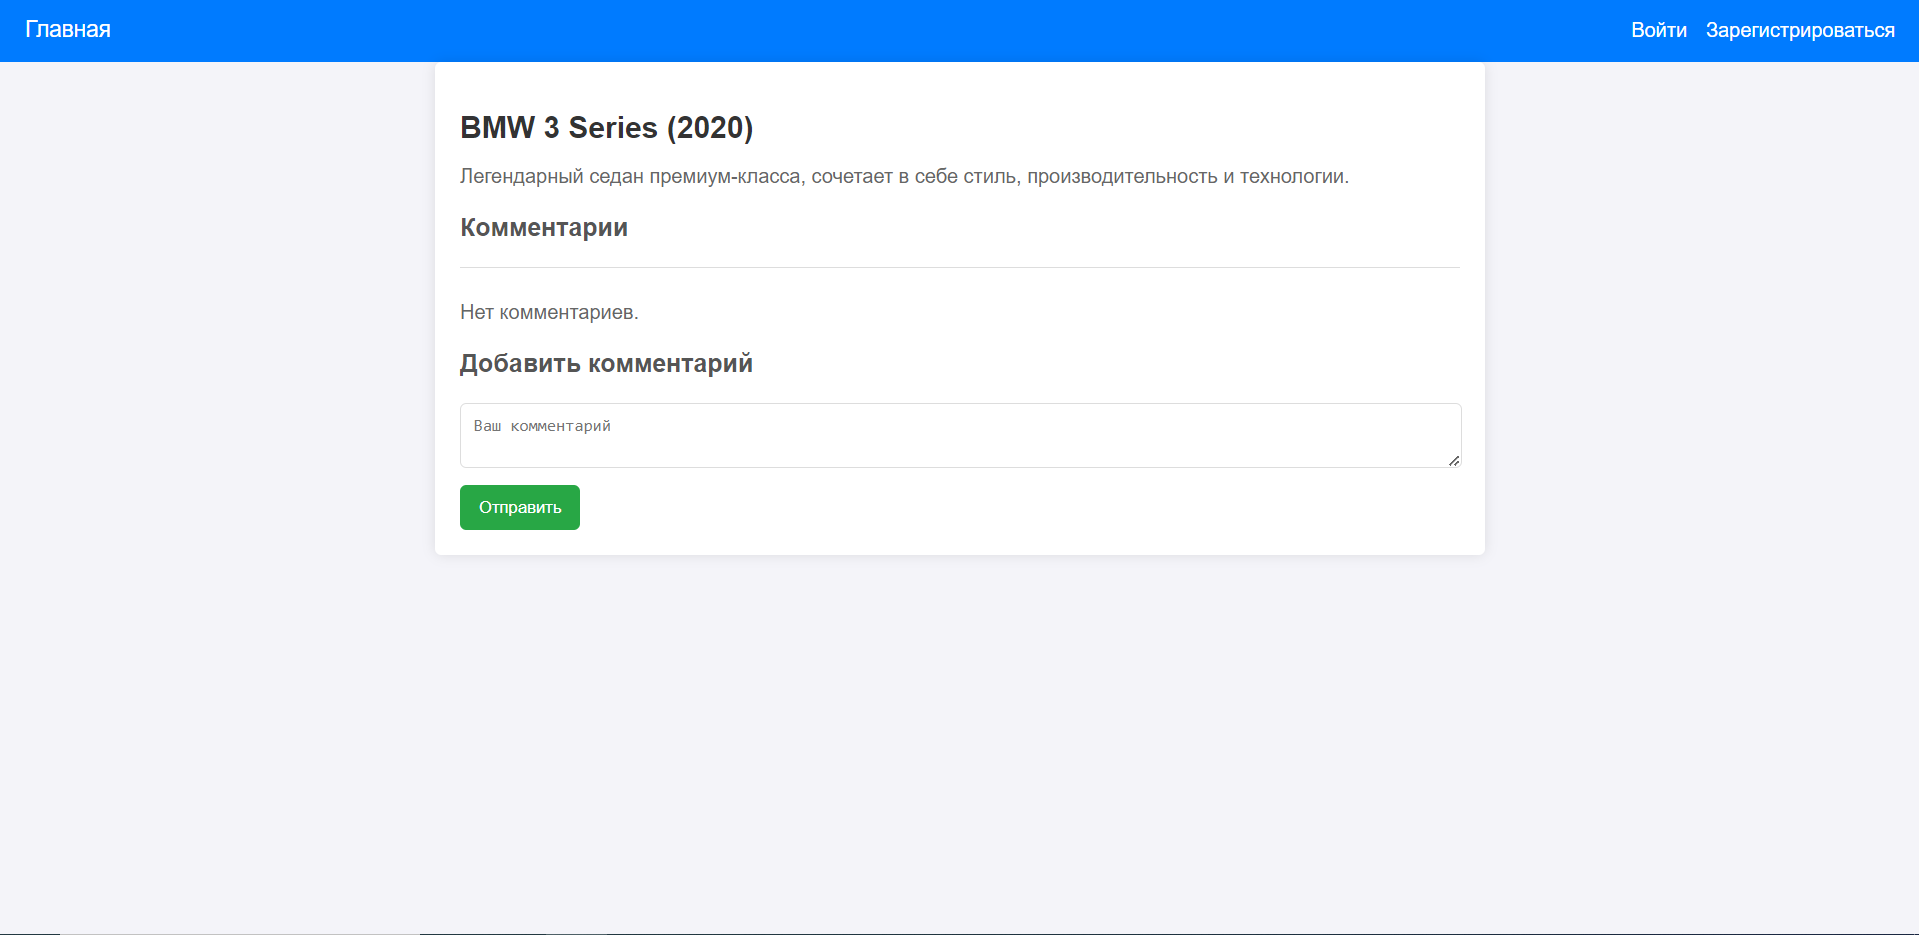 Главная
Войти Зарегистрироваться
BMW 3 Series (2020)
Легендарный седан премиум-класса, сочетает в себе стиль, производительность и технологии.
Комментарии
Нет комментариев.
Добавить комментарий
Ваш комментарий
Отправить